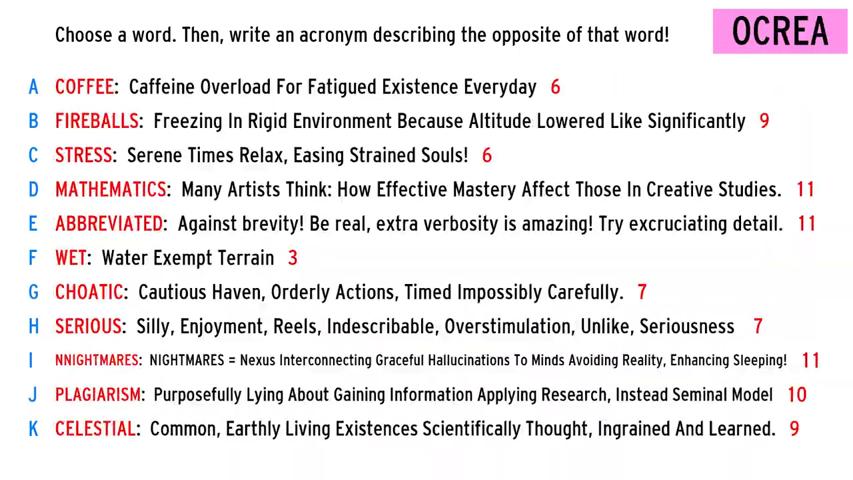 Choose a word. Then, write an acronym describing the opposite of that word!
OCREA
A COFFEE: Caffeine Overload For Fatigued Existence Everyday 6
B FIREBALLS: Freezing In Rigid Environment Because Altitude Lowered Like Significantly 9
C STRESS: Serene Times Relax, Easing Strained Souls! 6
D MATHEMATICS: Many Artists Think: How Effective Mastery Affect Those In Creative Studies. 11
E ABBREVIATED: Against brevity! Be real, extra verbosity is amazing! Try excruciating detail. 11
F WET: Water Exempt Terrain 3
G CHOATIC: Cautious Haven, Orderly Actions, Timed Impossibly Carefully. 7
H SERIOUS: Silly, Enjoyment, Reels, Indescribable, Overstimulation, Unlike, Seriousness 7
I NNIGHTMARES: NIGHTMARES = Nexus Interconnecting Graceful Hallucinations To Minds Avoiding Reality, Enhancing Sleeping! 11
J PLAGIARISM: Purposefully Lying About Gaining Information Applying Research, Instead Seminal Model 10
K CELESTIAL: Common, Earthly Living Existences Scientifically Thought, Ingrained And Learned. 9